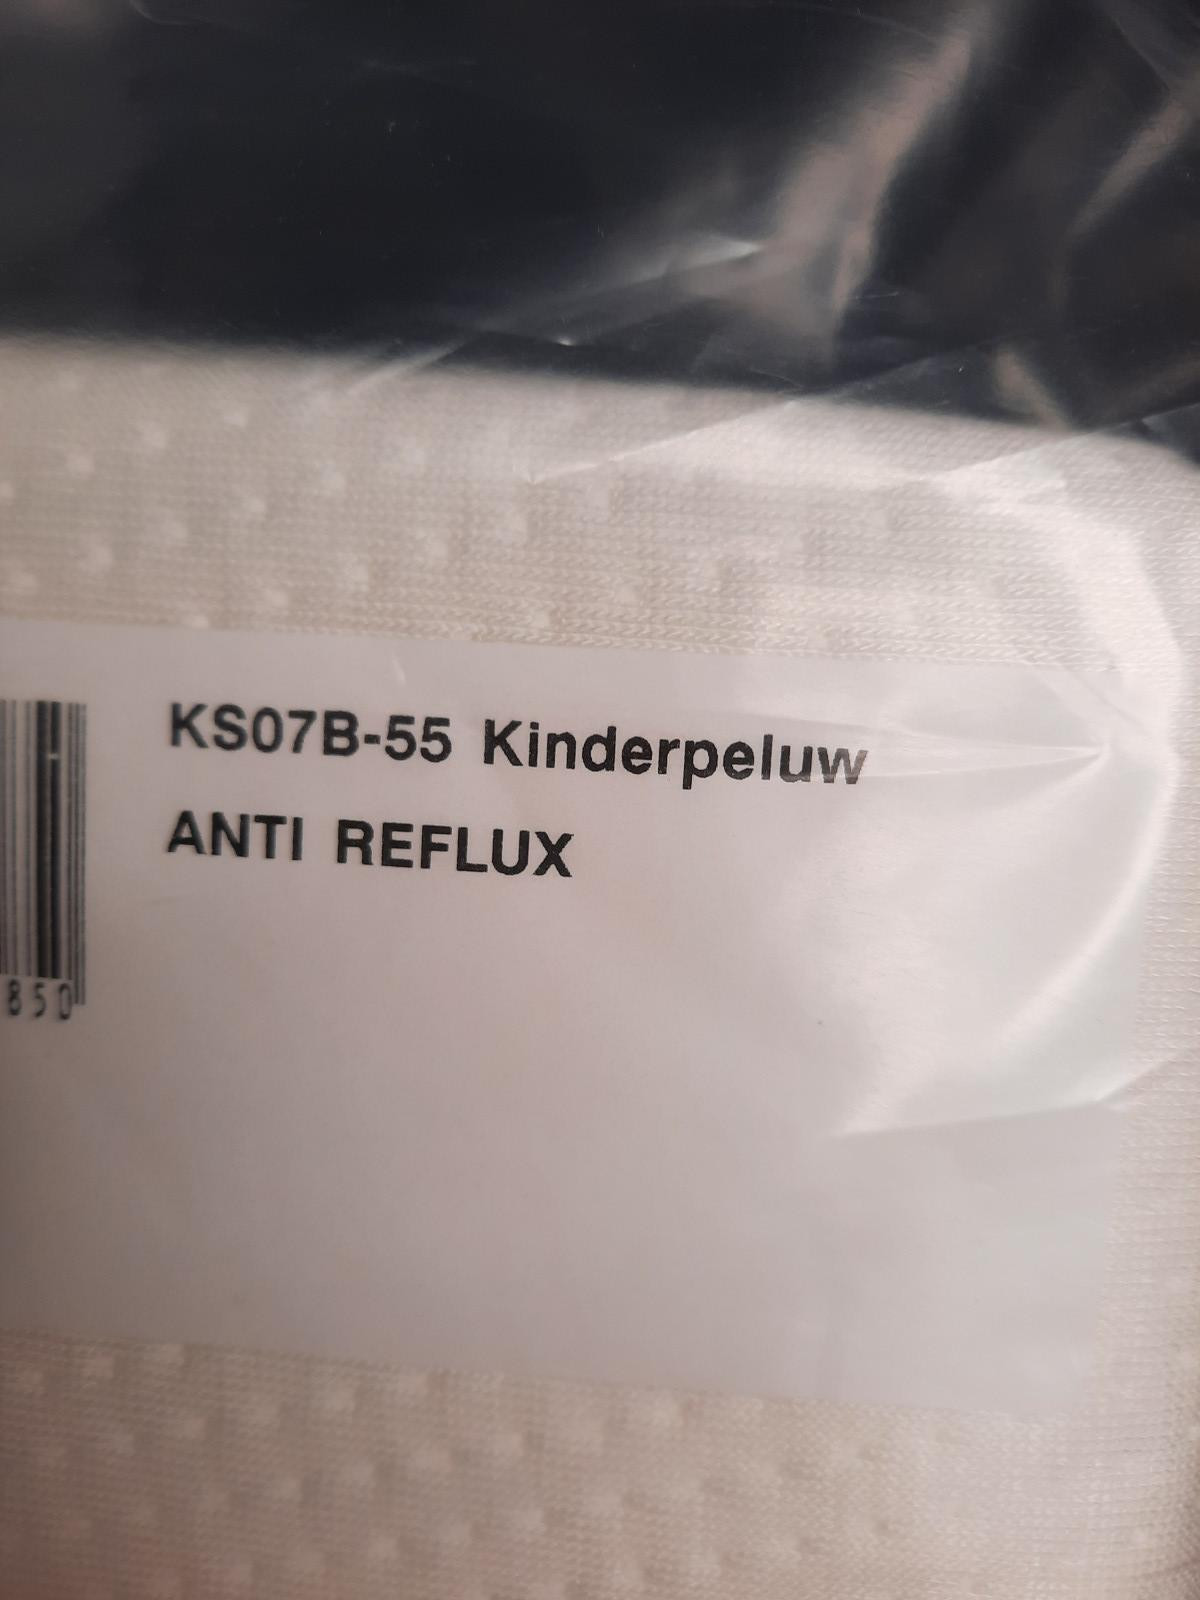 KS07B-55 Kinderpeluw
ANTI REFLUX
850